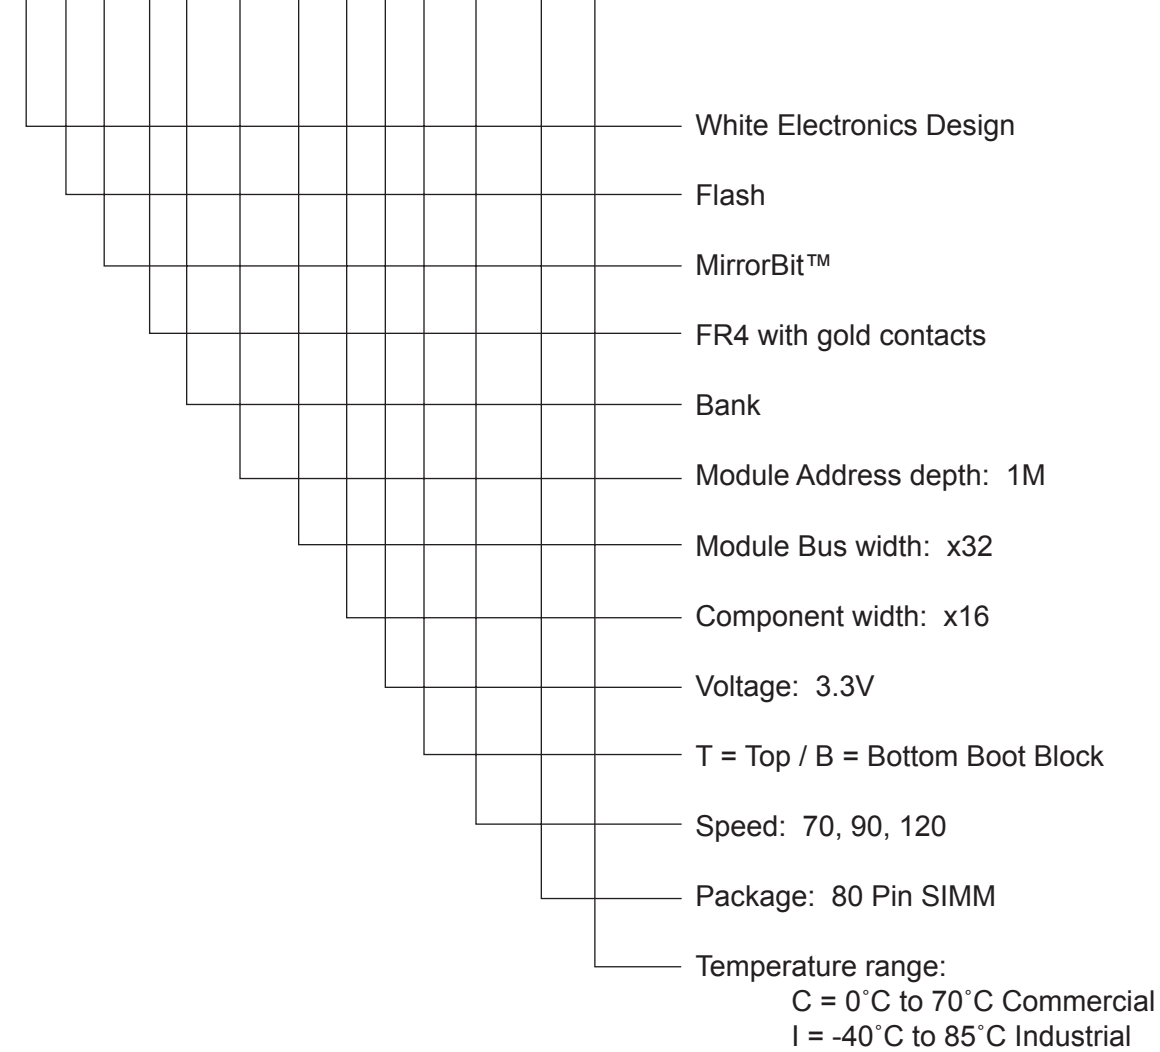 White Electronics Design
Flash
MirrorBit™
FR4 with gold contacts
Bank
Module Address depth: 1M
Module Bus width: x32
Component width: x16
Voltage: 3.3V
T = Top / B = Bottom Boot Block
Speed: 70, 90, 120
Package: 80 Pin SIMM
Temperature range:
C = 0˚C to 70˚C Commercial
I = -40˚C to 85˚C Industrial